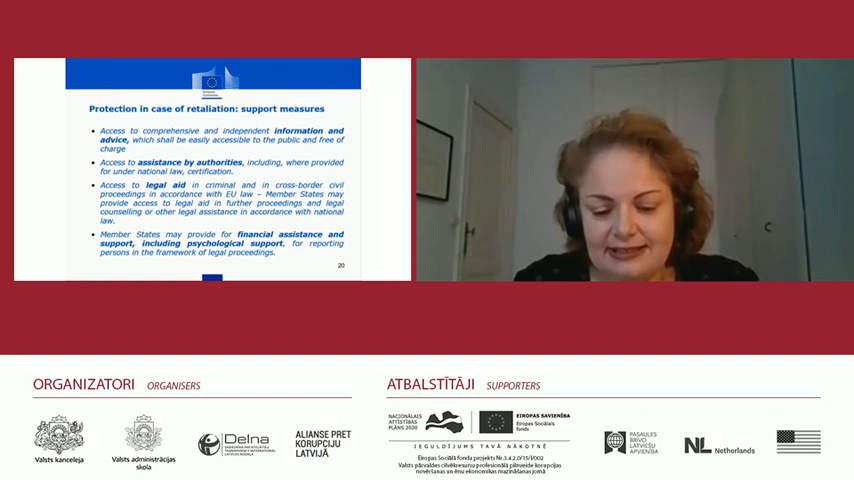 European
Commission
Protection in case of retaliation: support measures
• Access to comprehensive and independent information and
advice, which shall be easily accessible to the public and free of
charge
• Access to assistance by authorities, including, where provided
for under national law, certification.
• Access to legal aid in criminal and in cross-border civil
proceedings in accordance with EU law – Member States may
provide access to legal aid in further proceedings and legal
counselling or other legal assistance in accordance with national
law.
• Member States may provide for financial assistance and
support, including psychological support, for reporting
persons in the framework of legal proceedings.
20
ORGANIZATORI ORGANISERS
Valsts kanceleja
Valsts administrācijas
skola
Delna
SABIEDRĪBA PAR ATKLĀTĪBU
TRANSPARENCY INTERNATIONAL
LATVIJAS NODAĻA
ALIANSE PRET
KORUPCIJU
LATVIJĀ
ATBALSTĪTĀJI SUPPORTERS
NACIONĀLAIS
ATTĪSTĪBAS
PLĀNS 2020
EIROPAS SAVIENĪBA
Eiropas Sociālais
fonds
IEGULDĪJUMS TAVĀ NĀKOTNĒ
Eiropas Sociālā fonda projekts Nr.3.4.2.0/15/I/002
Valsts pārvaldes cilvēkresursu profesionālā pilnveide korupcijas
novēršanas un ēnu ekonomikas mazināšanas jomā
PASAULES
BRĪVO
LATVIEŠU
APVIENĪBA
NL Netherlands